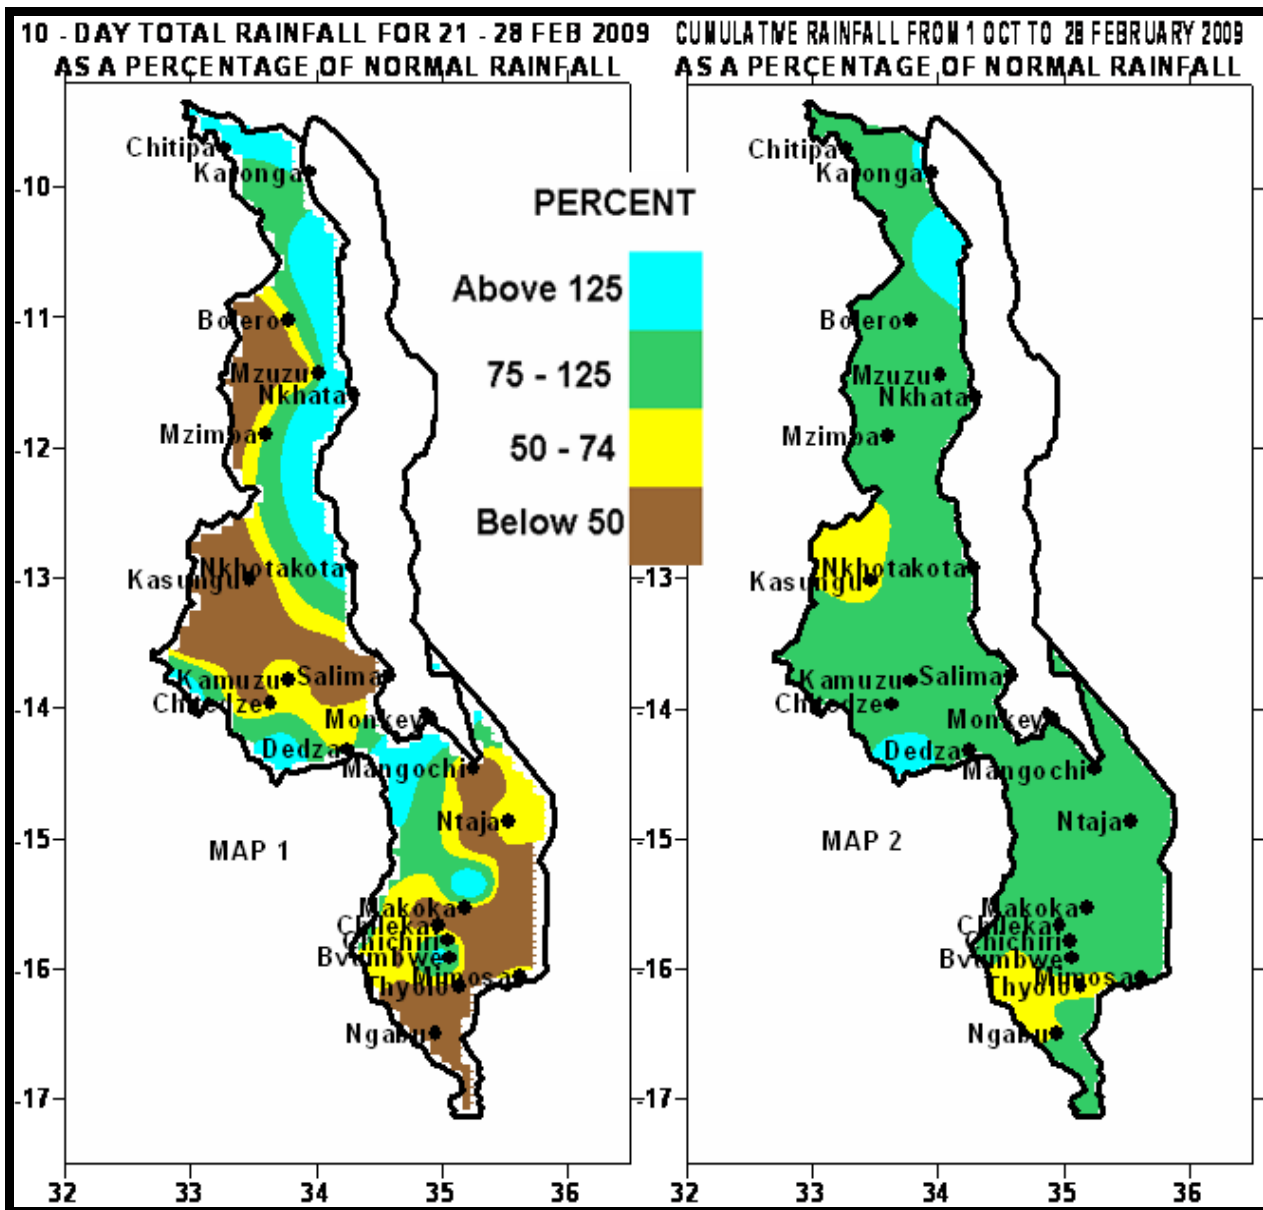 10 - DAY TOTAL RAINFALL FOR 21 - 28 FEB 2009
AS A PERCENTAGE OF NORMAL RAINFALL
CUMULATIVE RAINFALL FROM 1 OCT TO 28 FEBRUARY 2009
AS A PERCENTAGE OF NORMAL RAINFALL
PERCENT
Above 125
75 - 125
50 - 74
Below 50
Chitipa
Karonga
Bolero
Mzuzu
Nkhata
Mzimba
Nkhotakota
Kasungu
Salima
Kamuzu
Chitedze
Monkey
Dedza
Mangochi
Ntaja
MAP 1
Makoka
Chileka
Chichiri
Bvumbwe
Mimosa
Thyolo
Ngabu
-10
-11
-12
-13
-14
-15
-16
-17
32
33
34
35
36
Chitipa
Karonga
Bolero
Mzuzu
Nkhata
Mzimba
Nkhotakota
Kasungu
Salima
Kamuzu
Chitedze
Monkey
Dedza
Mangochi
Ntaja
MAP 2
Makoka
Chileka
Chichiri
Bvumbwe
Mimosa
Thyolo
Ngabu
-10
-11
-12
-13
-14
-15
-16
-17
32
33
34
35
36